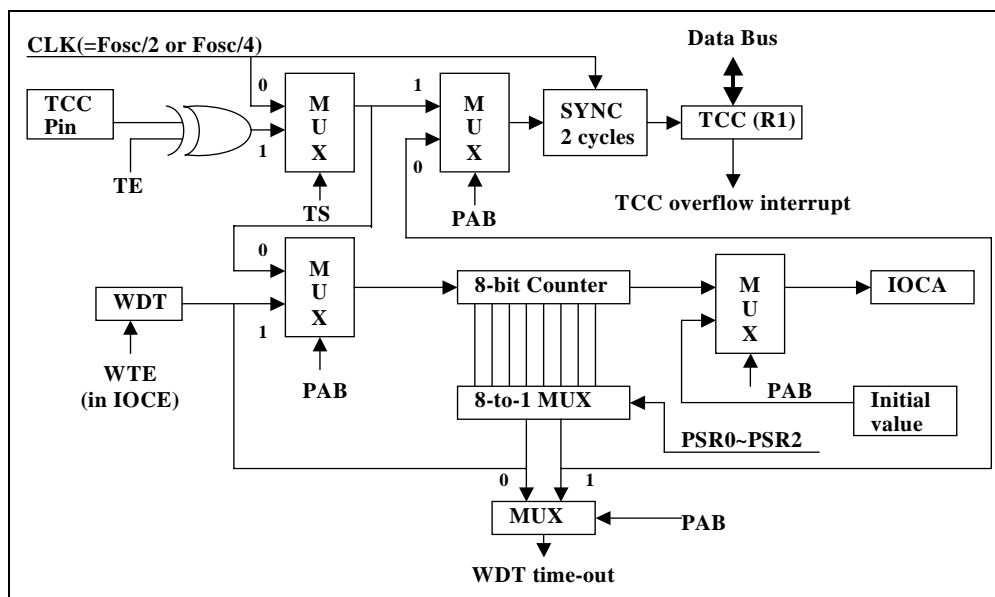 CLK(=Fosc/2 or Fosc/4)
Data Bus
TCC
Pin
0
1
TE
M
U
X
TS
1
0
M
U
X
PAB
SYNC
2 cycles
TCC (R1)
TCC overflow interrupt
WDT
WTE
(in IOCE)
0
1
M
U
X
PAB
8-bit Counter
8-to-1 MUX
PSR0~PSR2
M
U
X
PAB
IOCA
Initial
value
0
1
MUX
PAB
WDT time-out